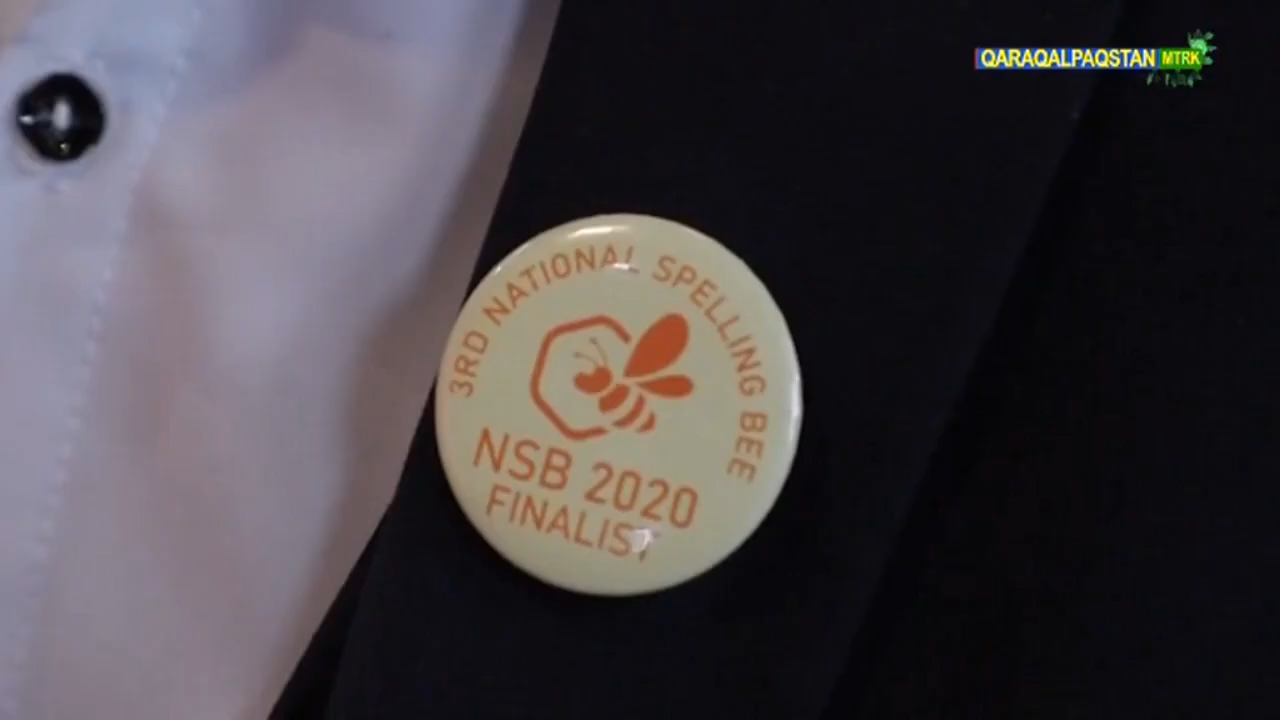 QARAQALPAQSTAN MTRK
3RD NATIONAL SPELLING BEE
NSB 2020
FINALIST